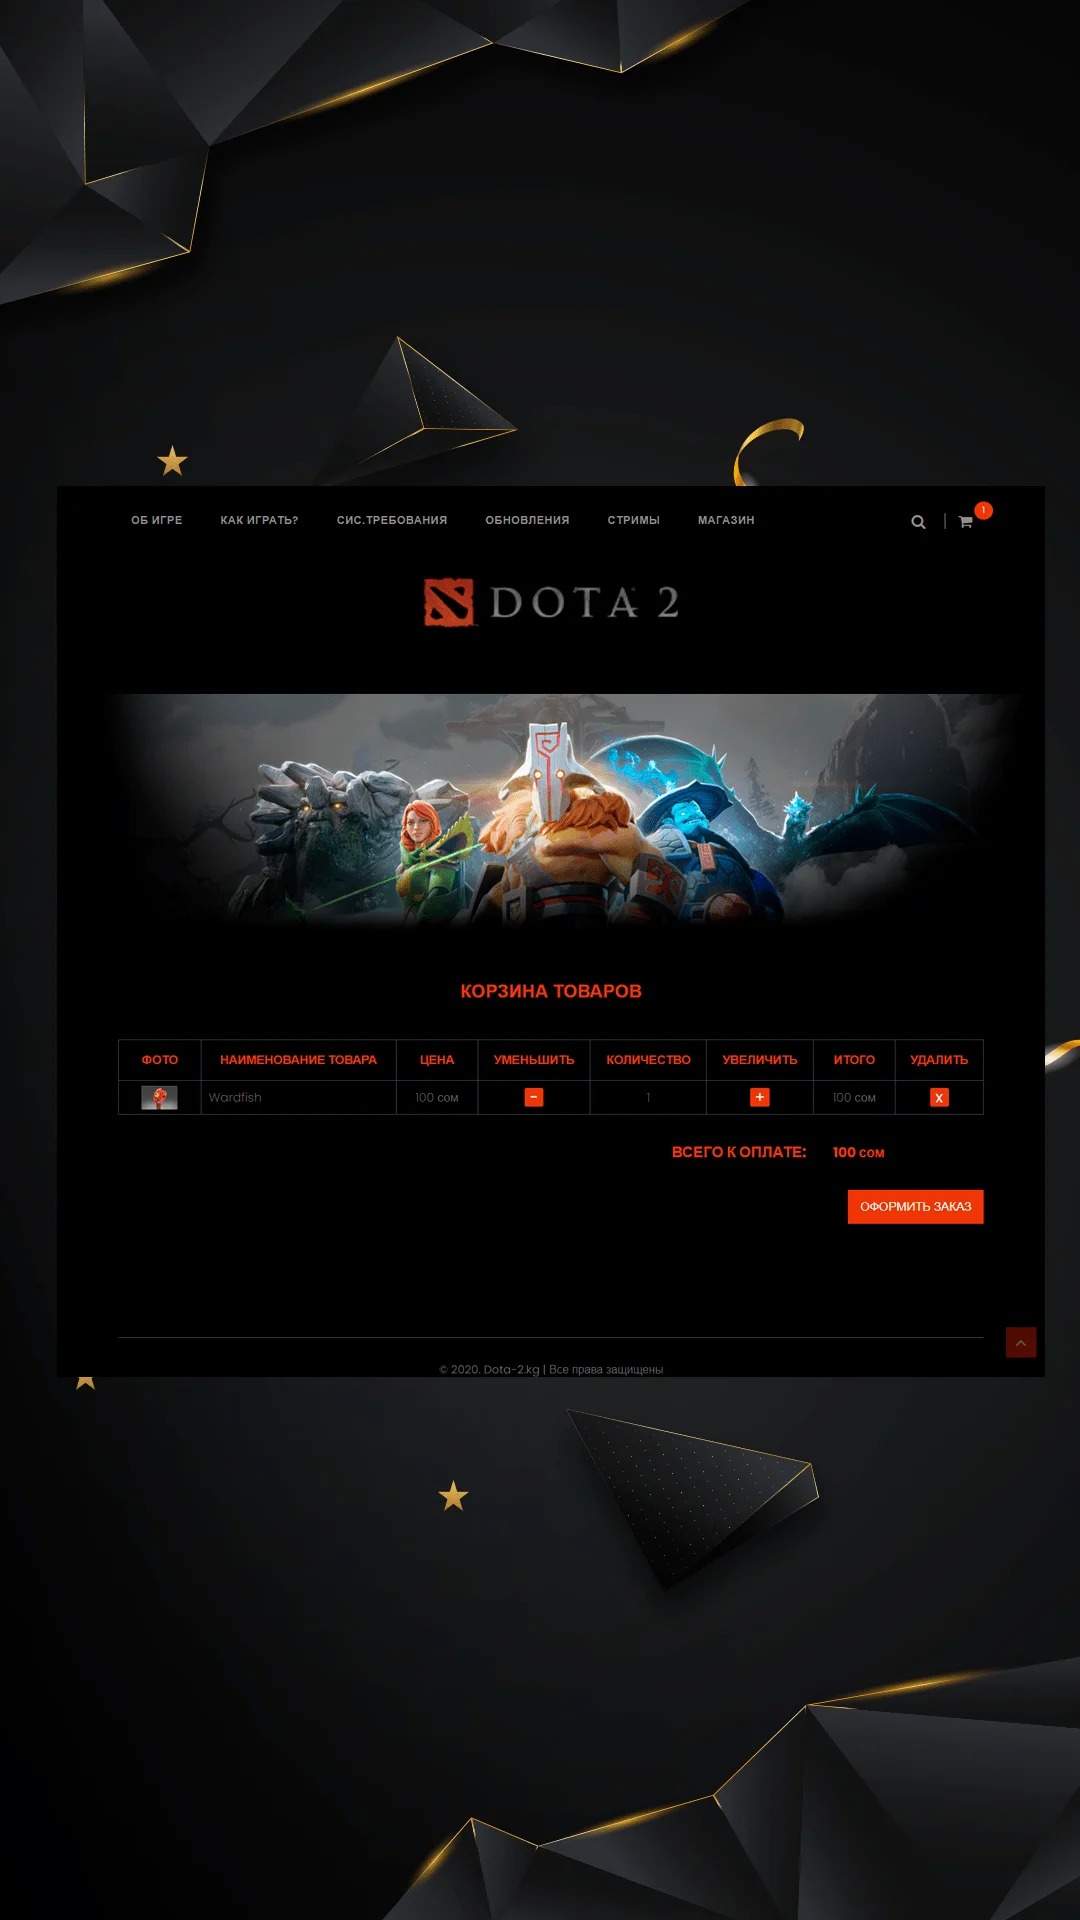 ОБ ИГРЕ КАК ИГРАТЬ? СИС.ТРЕБОВАНИЯ ОБНОВЛЕНИЯ СТРИМЫ МАГАЗИН 1
DOTA 2
КОРЗИНА ТОВАРОВ
ФОТО НАИМЕНОВАНИЕ ТОВАРА ЦЕНА УМЕНЬШИТЬ КОЛИЧЕСТВО УВЕЛИЧИТЬ ИТОГО УДАЛИТЬ
Wardfish 100 сом - 1 + 100 сом X
ВСЕГО К ОПЛАТЕ: 100 сом
ОФОРМИТЬ ЗАКАЗ
© 2020. Dota-2.kg | Все права защищены